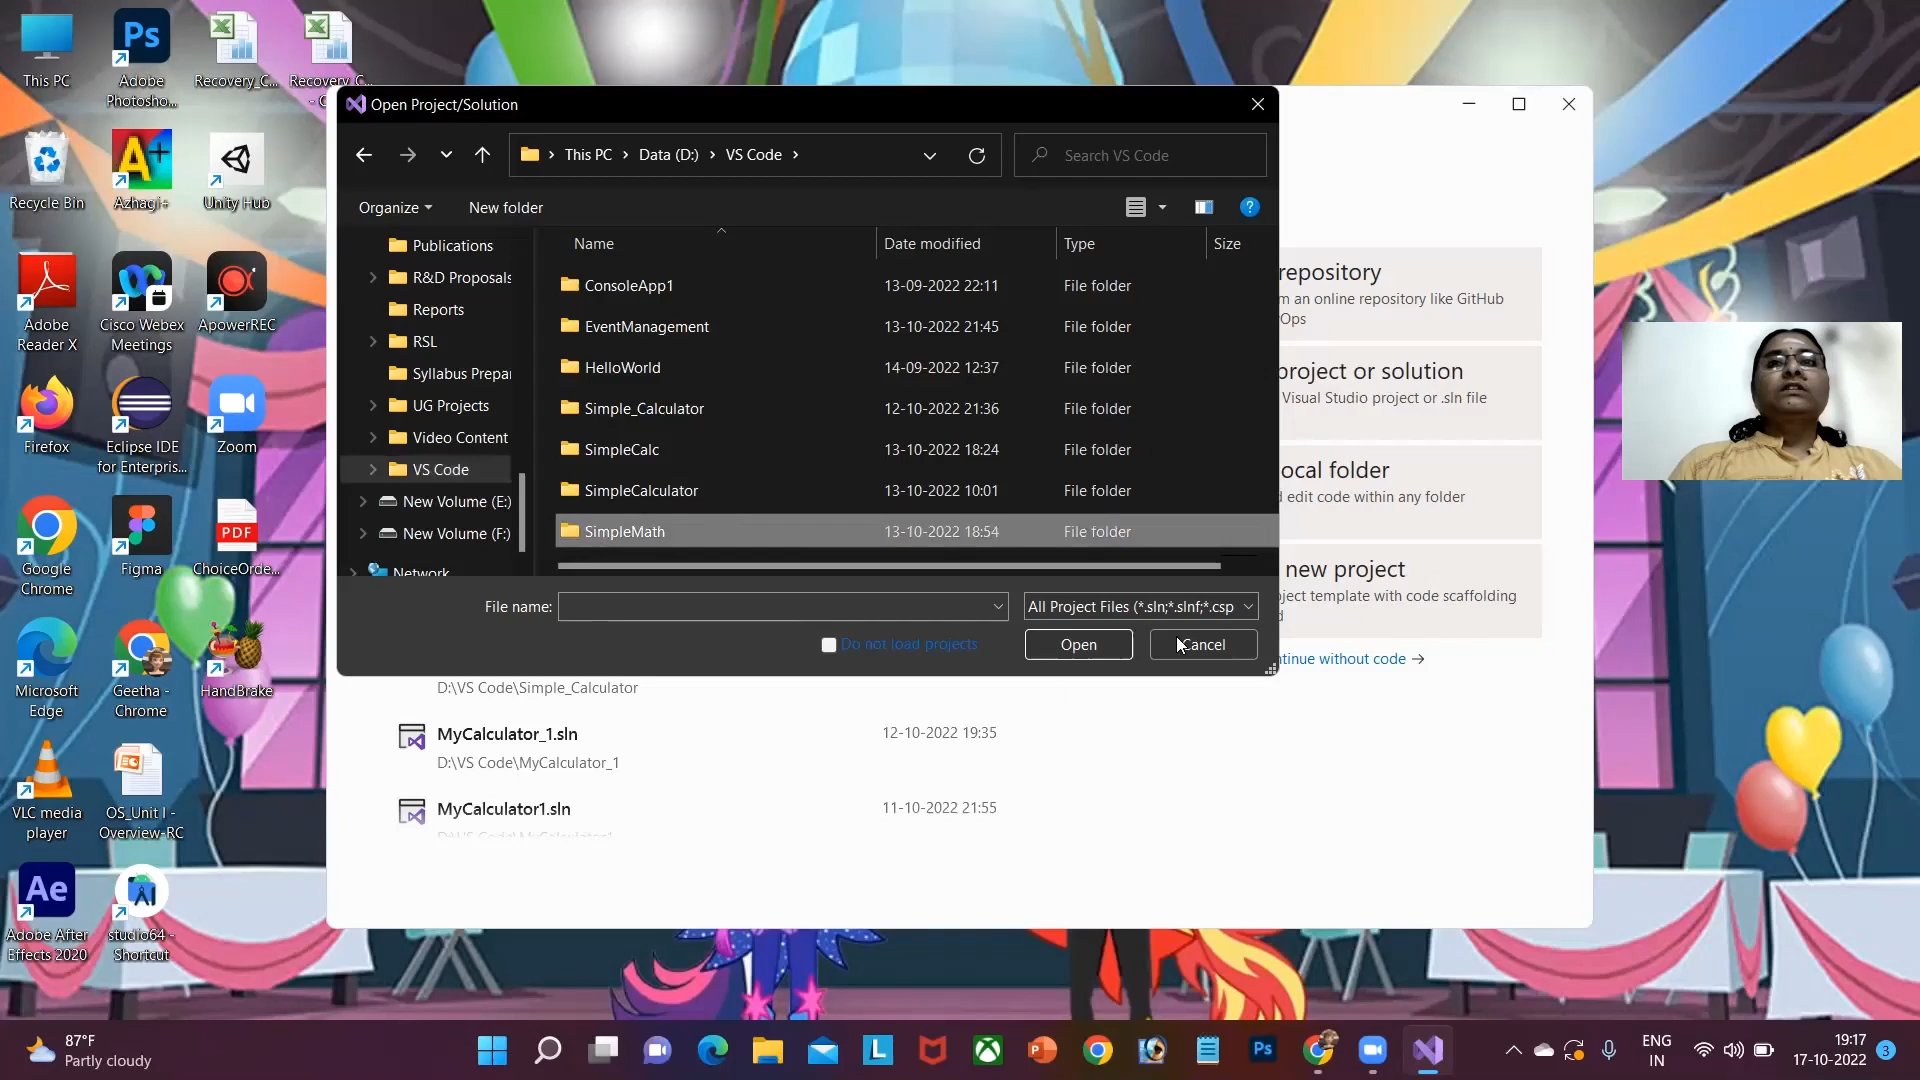 This PC
Adobe
Photosho...
Recovery_C...
Recovery_C...
Recycle Bin
Azhagi+
Unity Hub
Adobe
Reader X
Cisco Webex
Meetings
ApowerREC
Firefox
Eclipse IDE
for Enterpris...
Zoom
Google
Chrome
Figma
ChoiceOrde...
Microsoft
Edge
Geetha -
Chrome
HandBrake
VLC media
player
OS_Unit I -
Overview-RC
Adobe After
Effects 2020
studio64 -
Shortcut
Open Project/Solution
This PC > Data (D:) > VS Code >
Search VS Code
Organize
New folder
Publications
R&D Proposals
Reports
RSL
Syllabus Prepar
UG Projects
Video Content
VS Code
New Volume (E:)
New Volume (F:)
Network
Name Date modified Type Size
ConsoleApp1 13-09-2022 22:11 File folder
EventManagement 13-10-2022 21:45 File folder
HelloWorld 14-09-2022 12:37 File folder
Simple_Calculator 12-10-2022 21:36 File folder
SimpleCalc 13-10-2022 18:24 File folder
SimpleCalculator 13-10-2022 10:01 File folder
SimpleMath 13-10-2022 18:54 File folder
File name:
All Project Files (*.sln;*.slnf;*.csp
Do not load projects
Open
Cancel
repository
m an online repository like GitHub
Ops
project or solution
Visual Studio project or .sln file
ocal folder
d edit code within any folder
new project
ject template with code scaffolding
d
ntinue without code →
D:\VS Code\Simple_Calculator
MyCalculator_1.sln 12-10-2022 19:35
D:\VS Code\MyCalculator_1
MyCalculator1.sln 11-10-2022 21:55
87°F
Partly cloudy
ENG
IN
19:17
17-10-2022
3